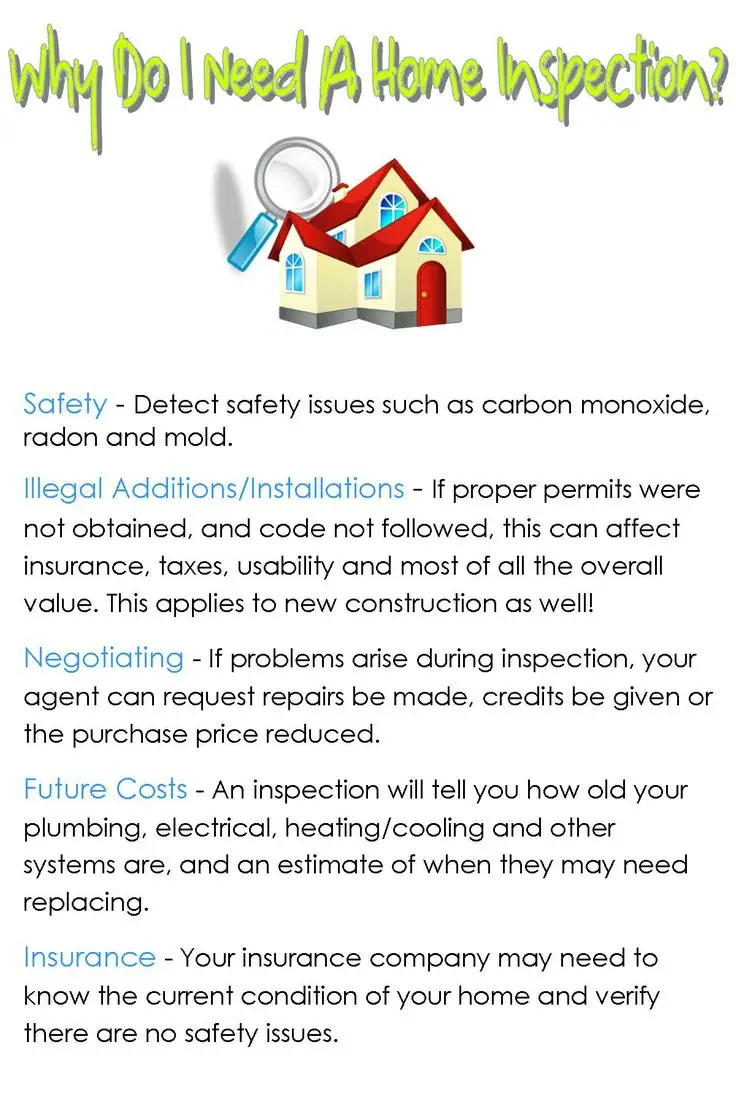 Why Do I Need A Home Inspection?
Safety - Detect safety issues such as carbon monoxide,
radon and mold.
Illegal Additions/Installations - If proper permits were
not obtained, and code not followed, this can affect
insurance, taxes, usability and most of all the overall
value. This applies to new construction as well!
Negotiating - If problems arise during inspection, your
agent can request repairs be made, credits be given or
the purchase price reduced.
Future Costs - An inspection will tell you how old your
plumbing, electrical, heating/cooling and other
systems are, and an estimate of when they may need
replacing.
Insurance - Your insurance company may need to
know the current condition of your home and verify
there are no safety issues.